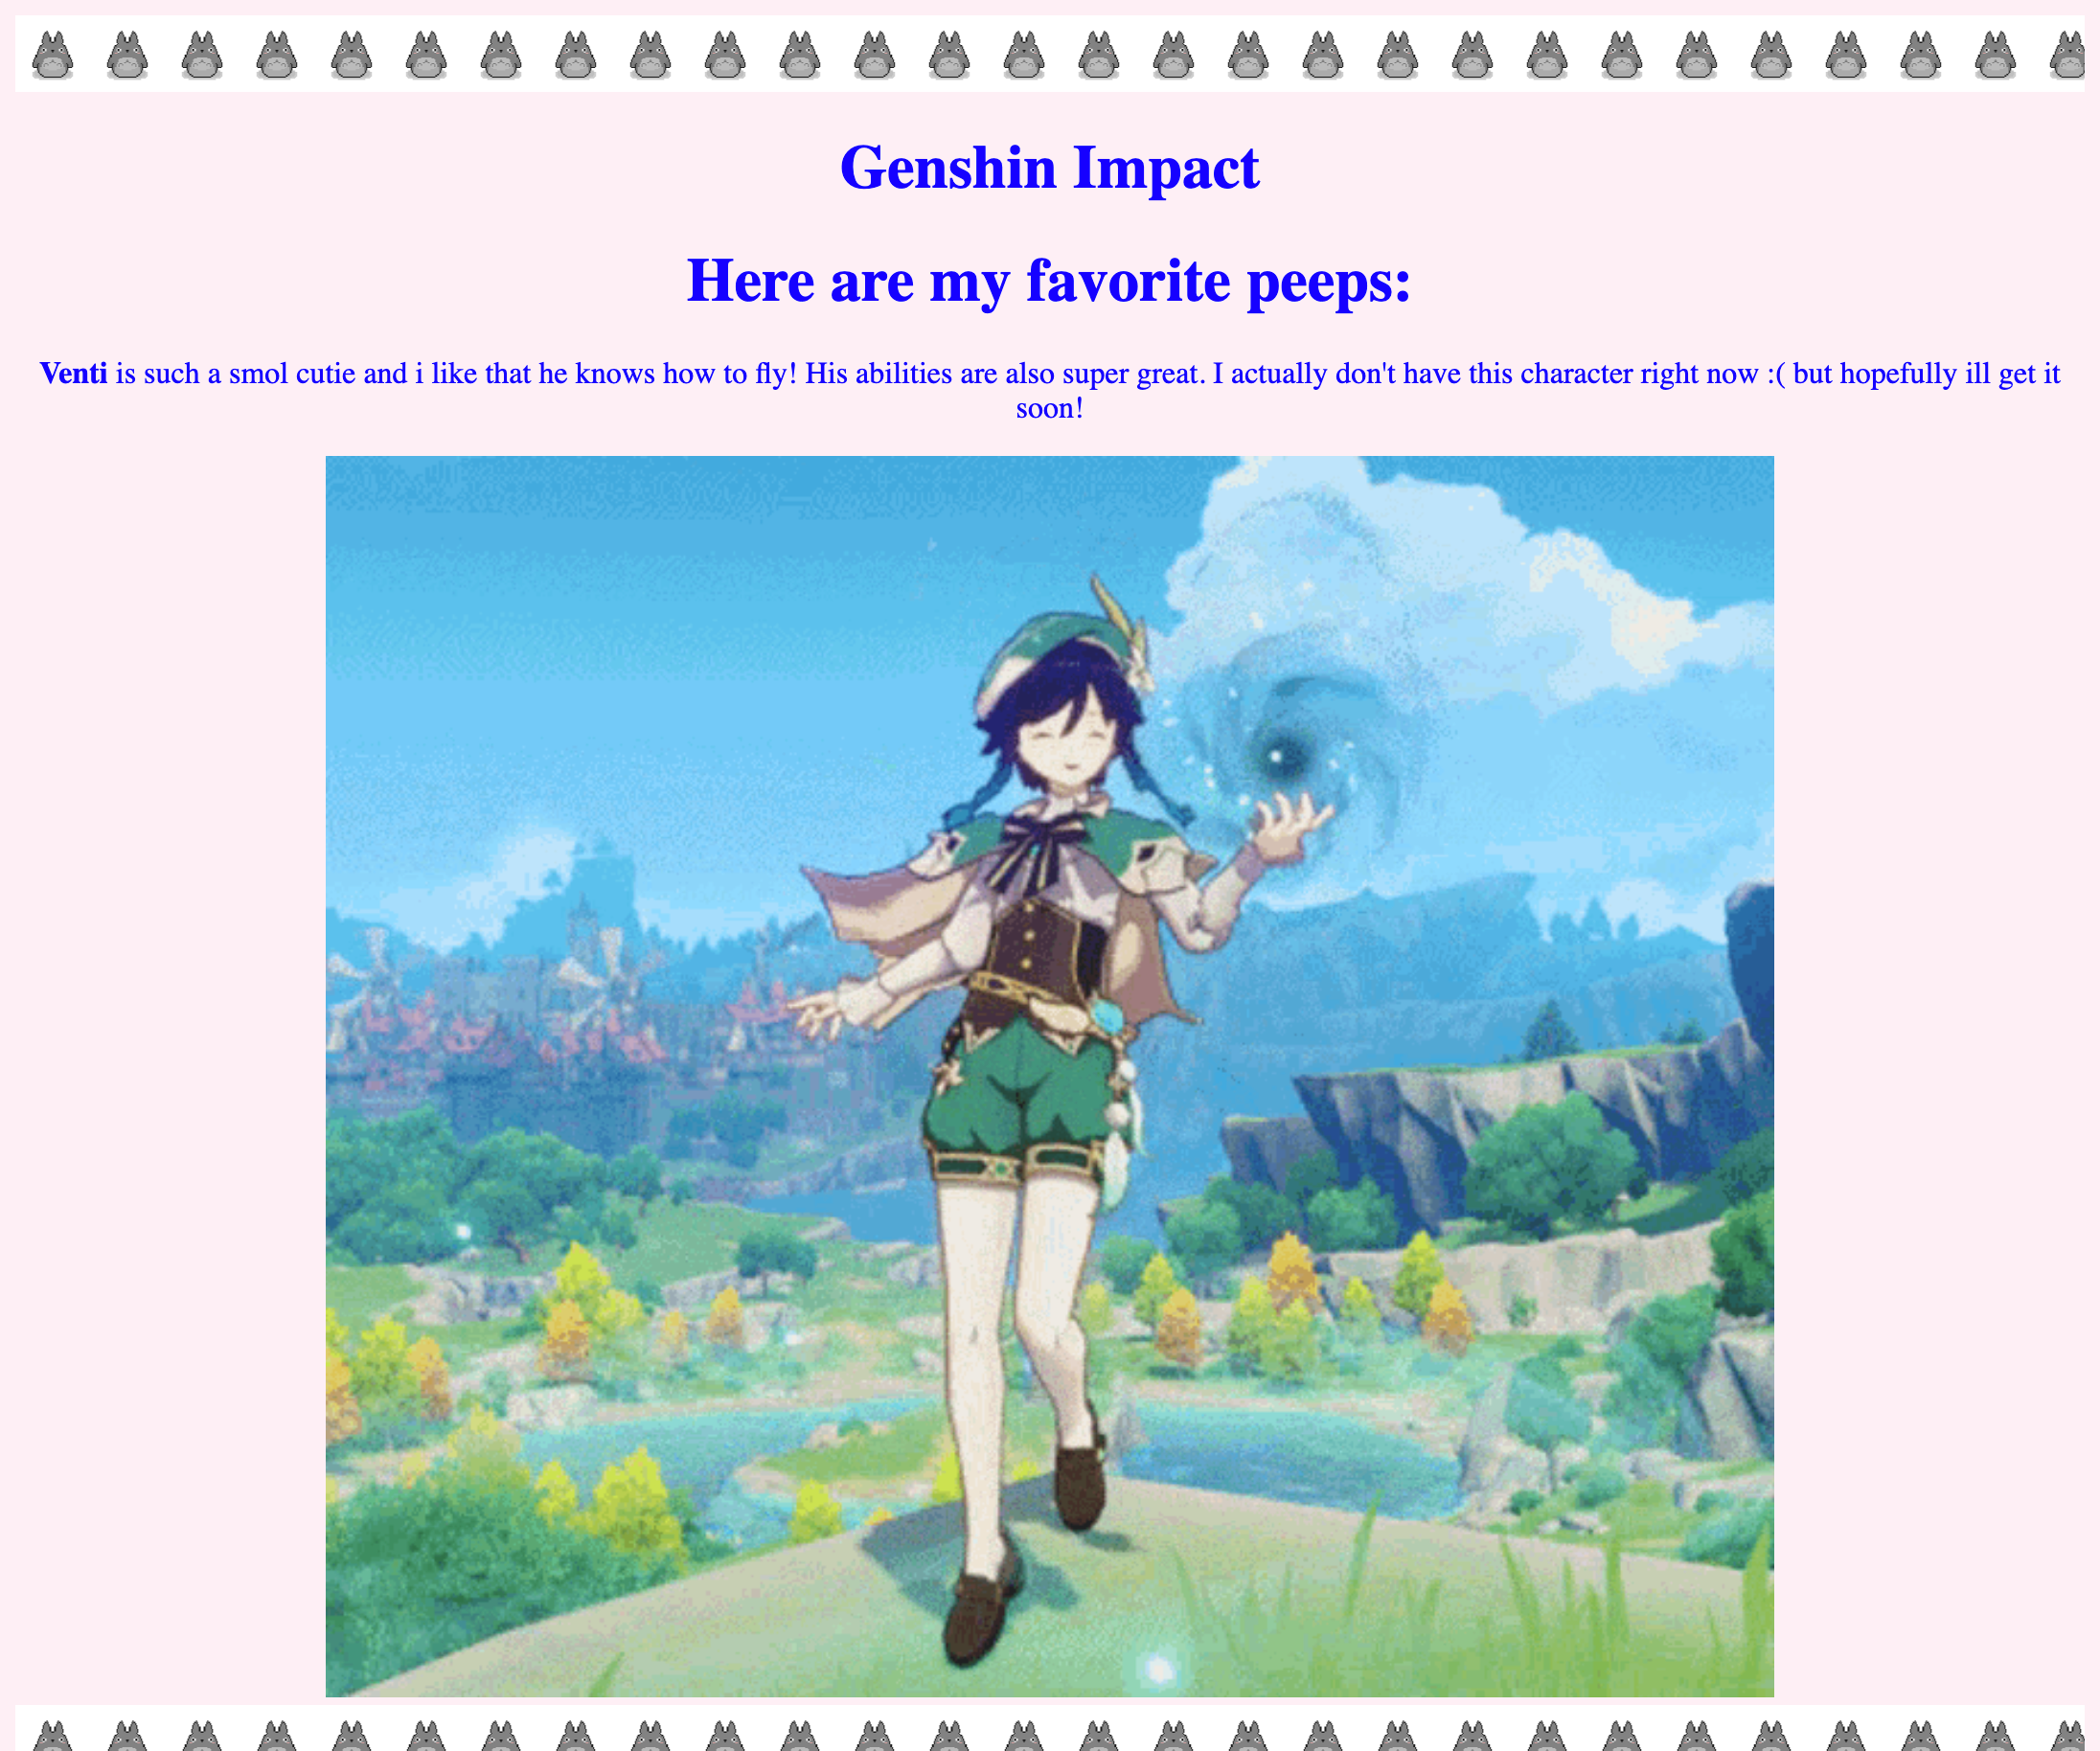 Genshin Impact
Here are my favorite peeps:
Venti is such a smol cutie and i like that he knows how to fly! His abilities are also super great. I actually don't have this character right now :( but hopefully ill get it
soon!